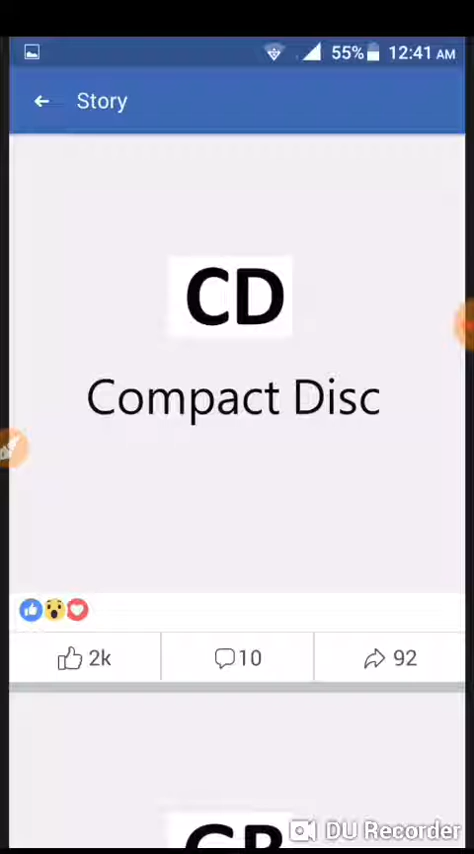 55% 12:41 AM
Story
CD
Compact Disc
2k 10 92
DU Recorder